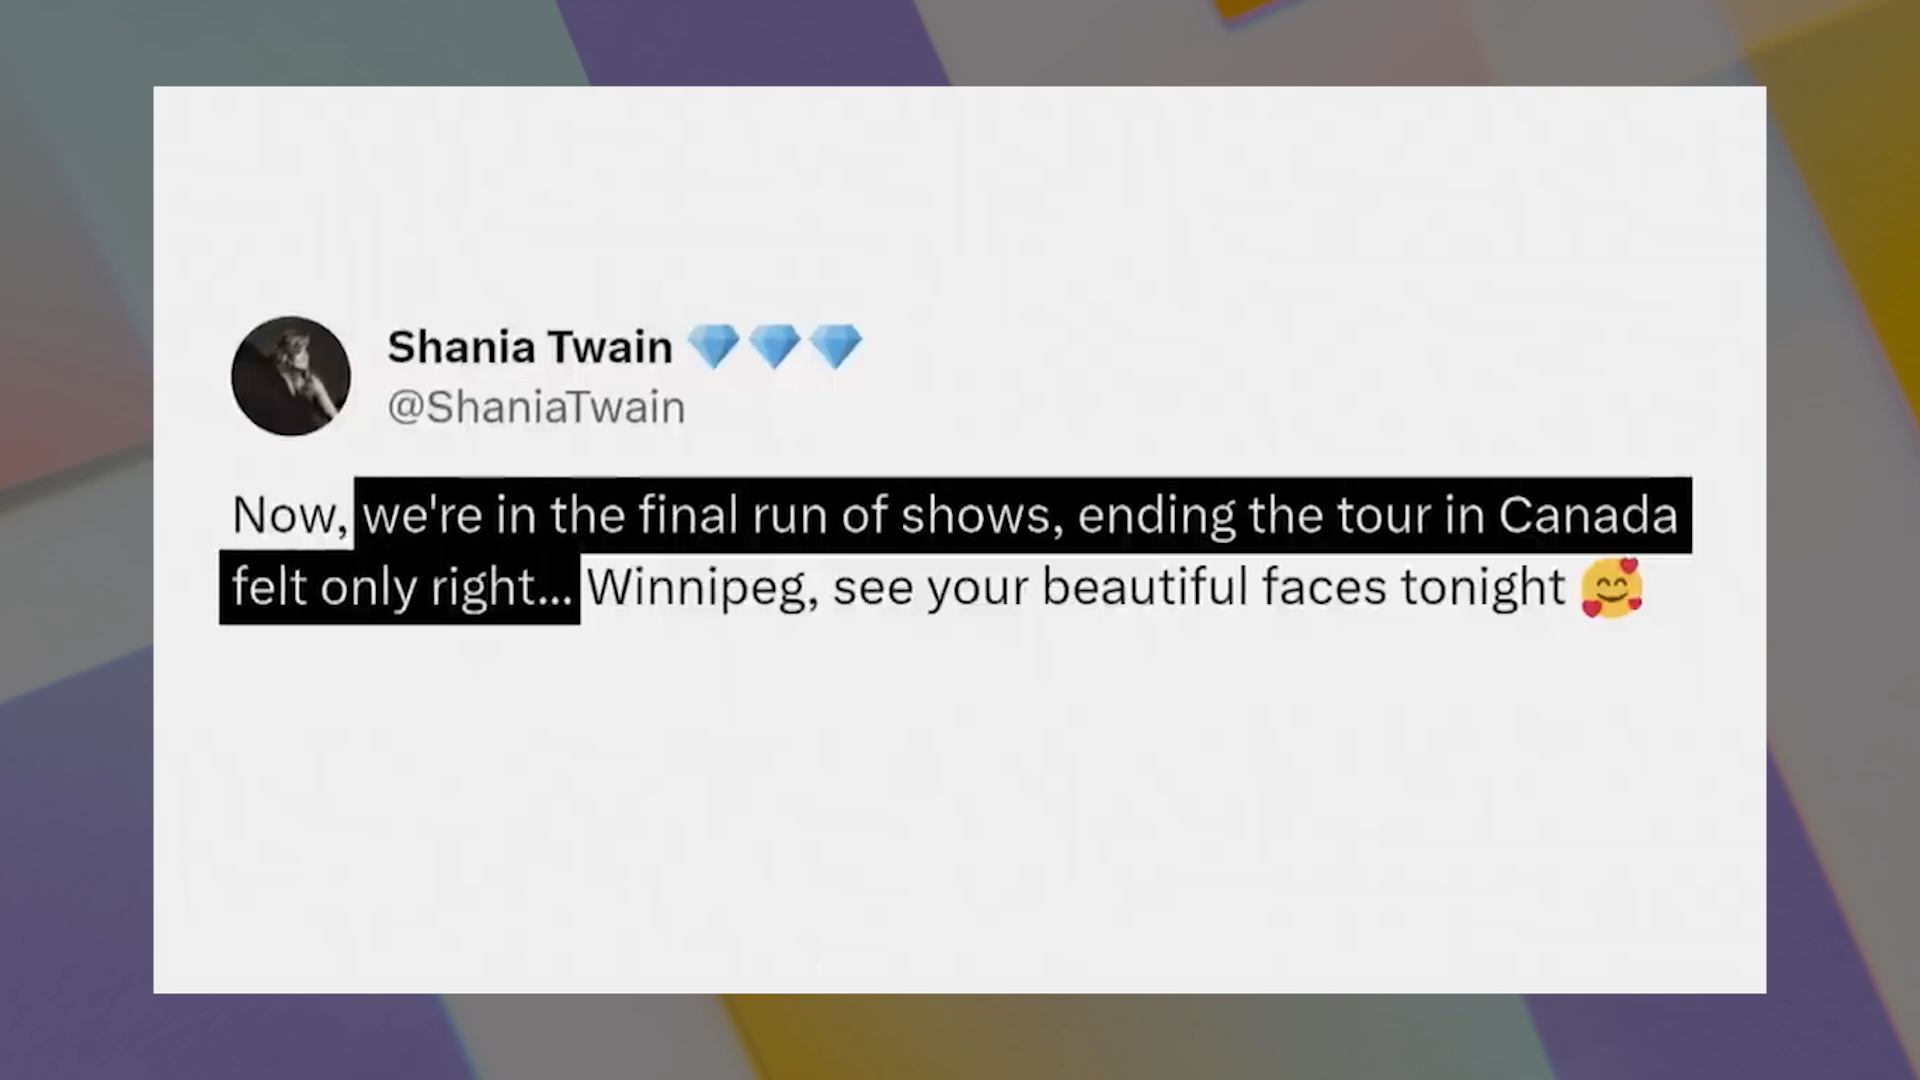 Shania Twain 💎💎💎
@ShaniaTwain
Now, we're in the final run of shows, ending the tour in Canada
felt only right... Winnipeg, see your beautiful faces tonight 🥰